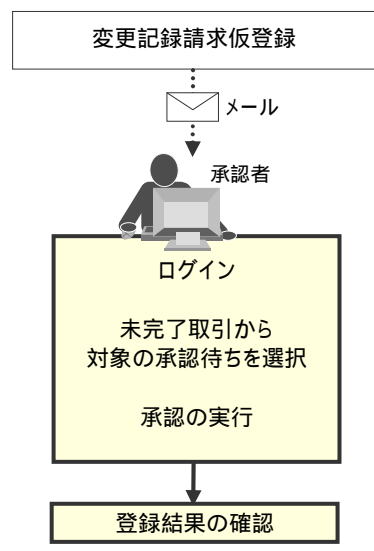 変更記録請求仮登録
メール
承認者
ログイン
未完了取引から
対象の承認待ちを選択
承認の実行
登録結果の確認